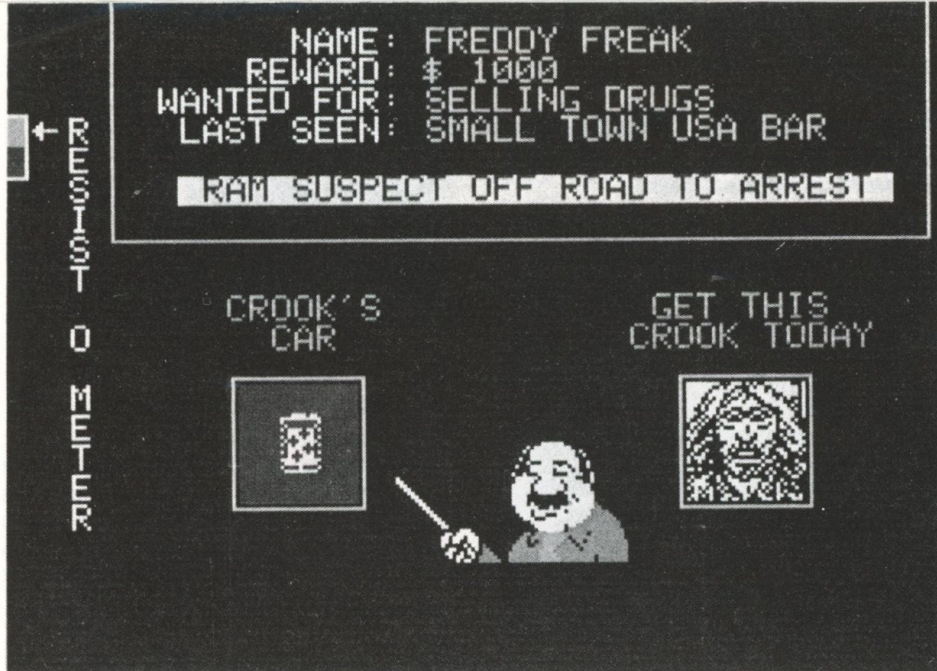 NAME: FREDDY FREAK
REWARD: $ 1000
WANTED FOR: SELLING DRUGS
LAST SEEN: SMALL TOWN USA BAR
RAM SUSPECT OFF ROAD TO ARREST
RESIST O METER
CROOK'S
CAR
GET THIS
CROOK TODAY